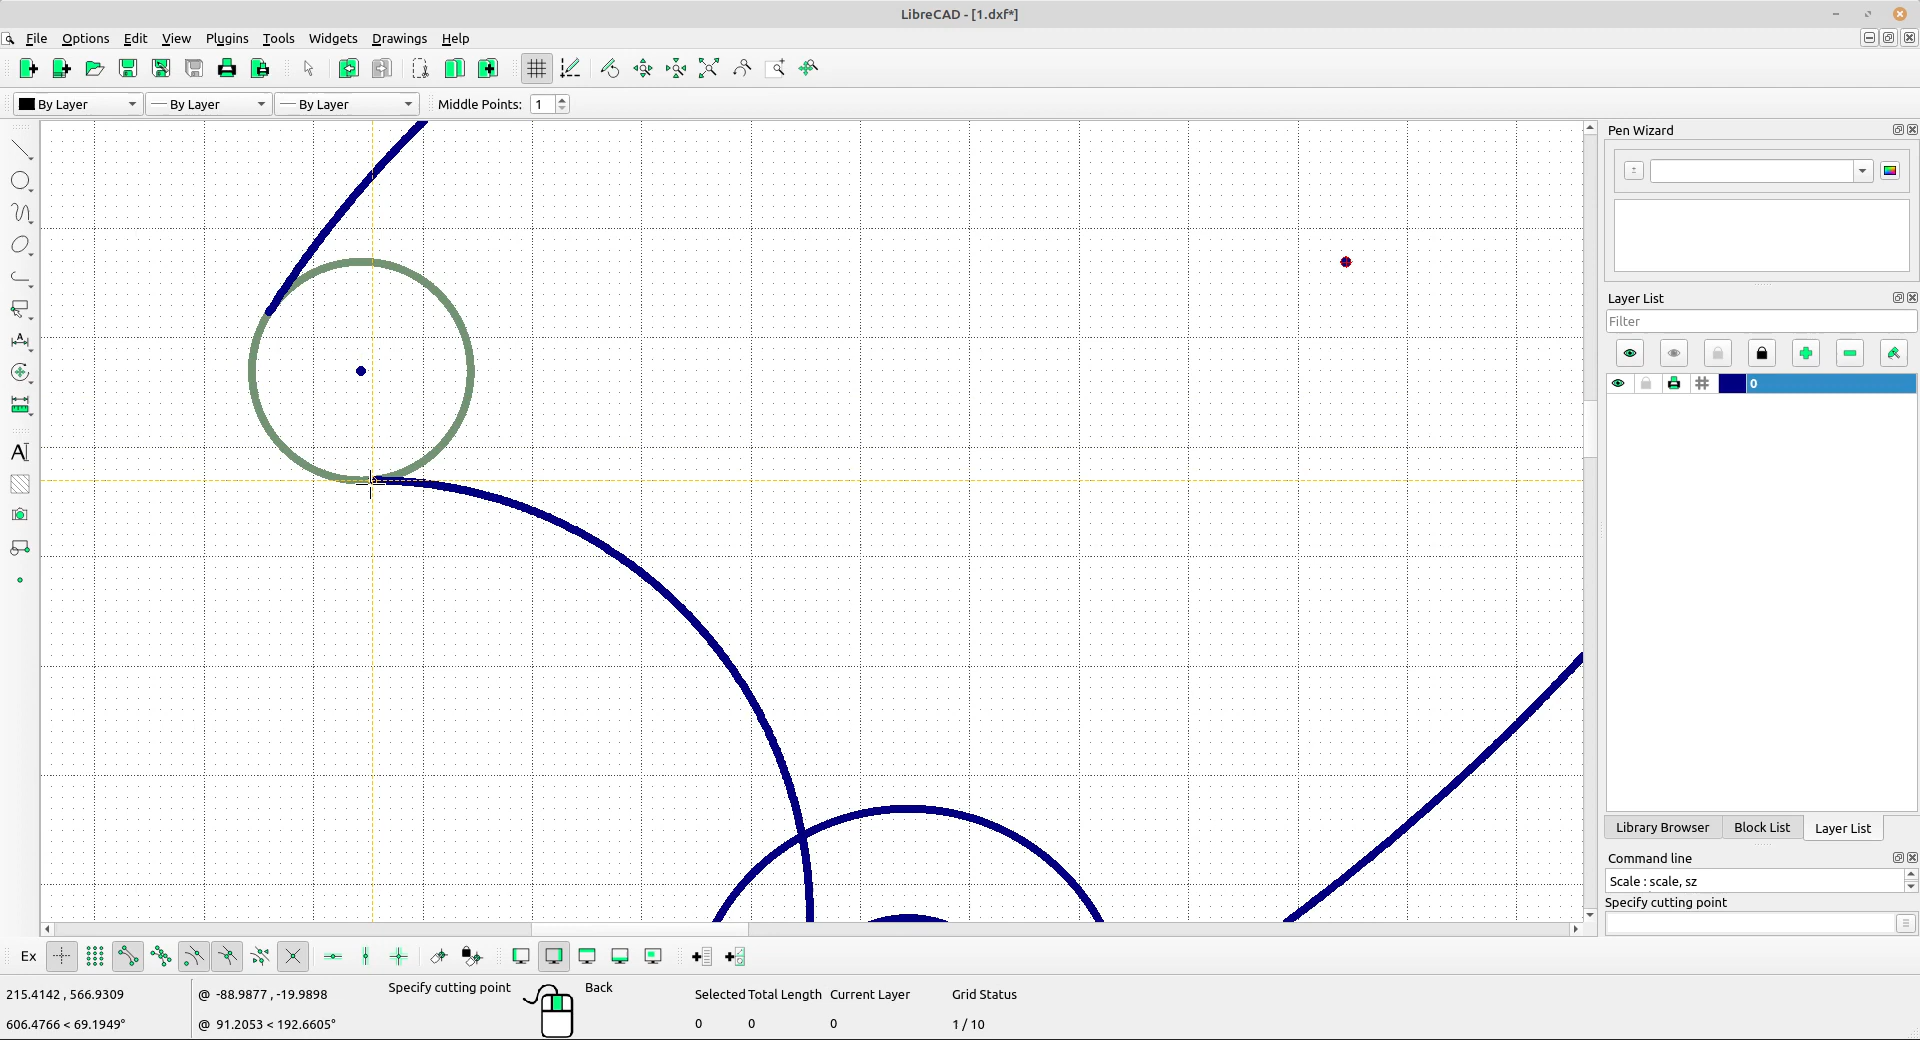 LibreCAD - [1.dxf*]
File Options Edit View Plugins Tools Widgets Drawings Help
By Layer By Layer By Layer Middle Points: 1
Pen Wizard
Layer List
Filter
0
Library Browser Block List Layer List
Command line
Scale : scale, sz
Specify cutting point
Ex
215.4142 , 566.9309
606.4766 < 69.1949°
@ -88.9877 , -19.9898
@ 91.2053 < 192.6605°
Specify cutting point
Back
Selected Total Length Current Layer Grid Status
0 0 0 1 / 10